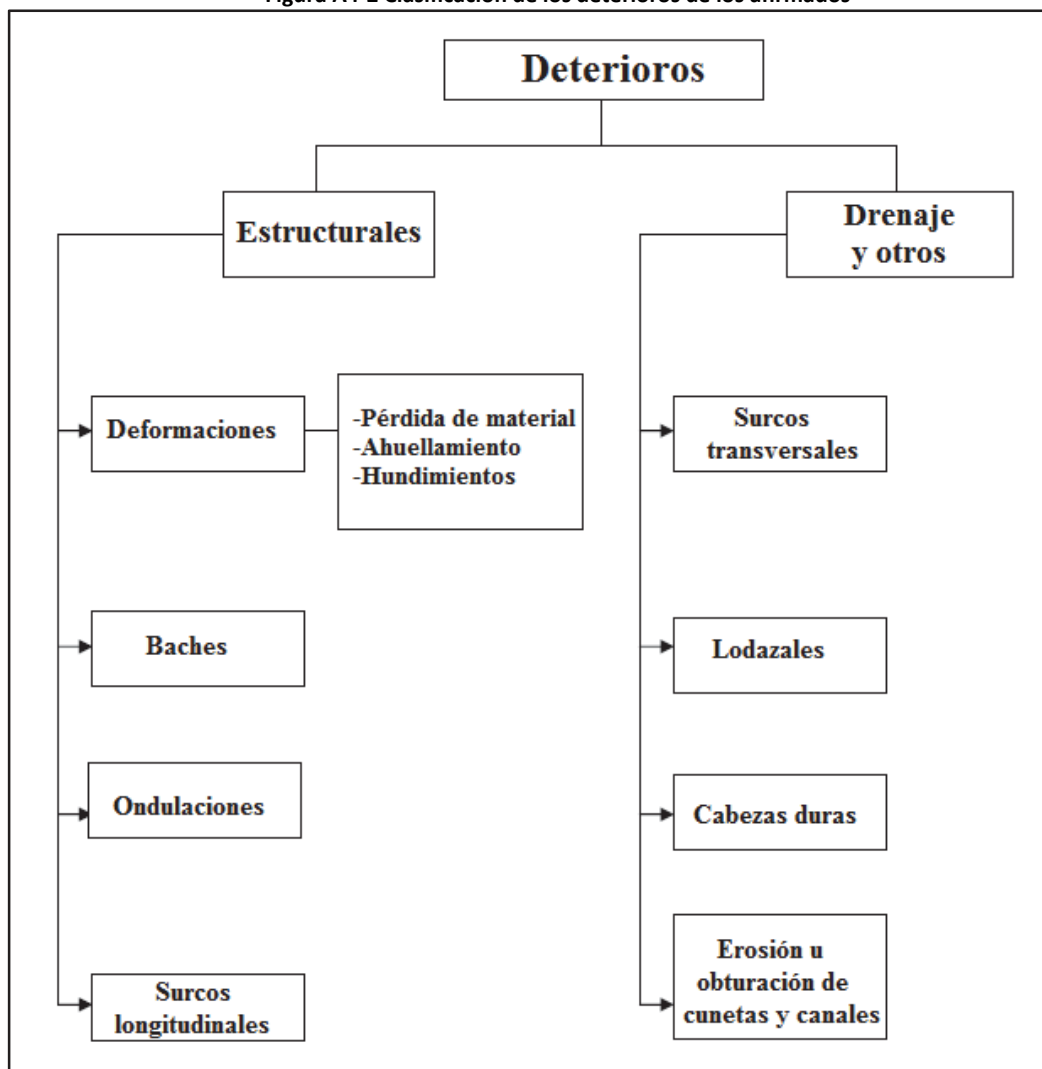 Deterioros
Estructurales
Drenaje
y otros
Deformaciones
-Pérdida de material
-Ahuellamiento
-Hundimientos
Surcos
transversales
Baches
Lodazales
Ondulaciones
Cabezas duras
Surcos
longitudinales
Erosión u
obturación de
cunetas y canales